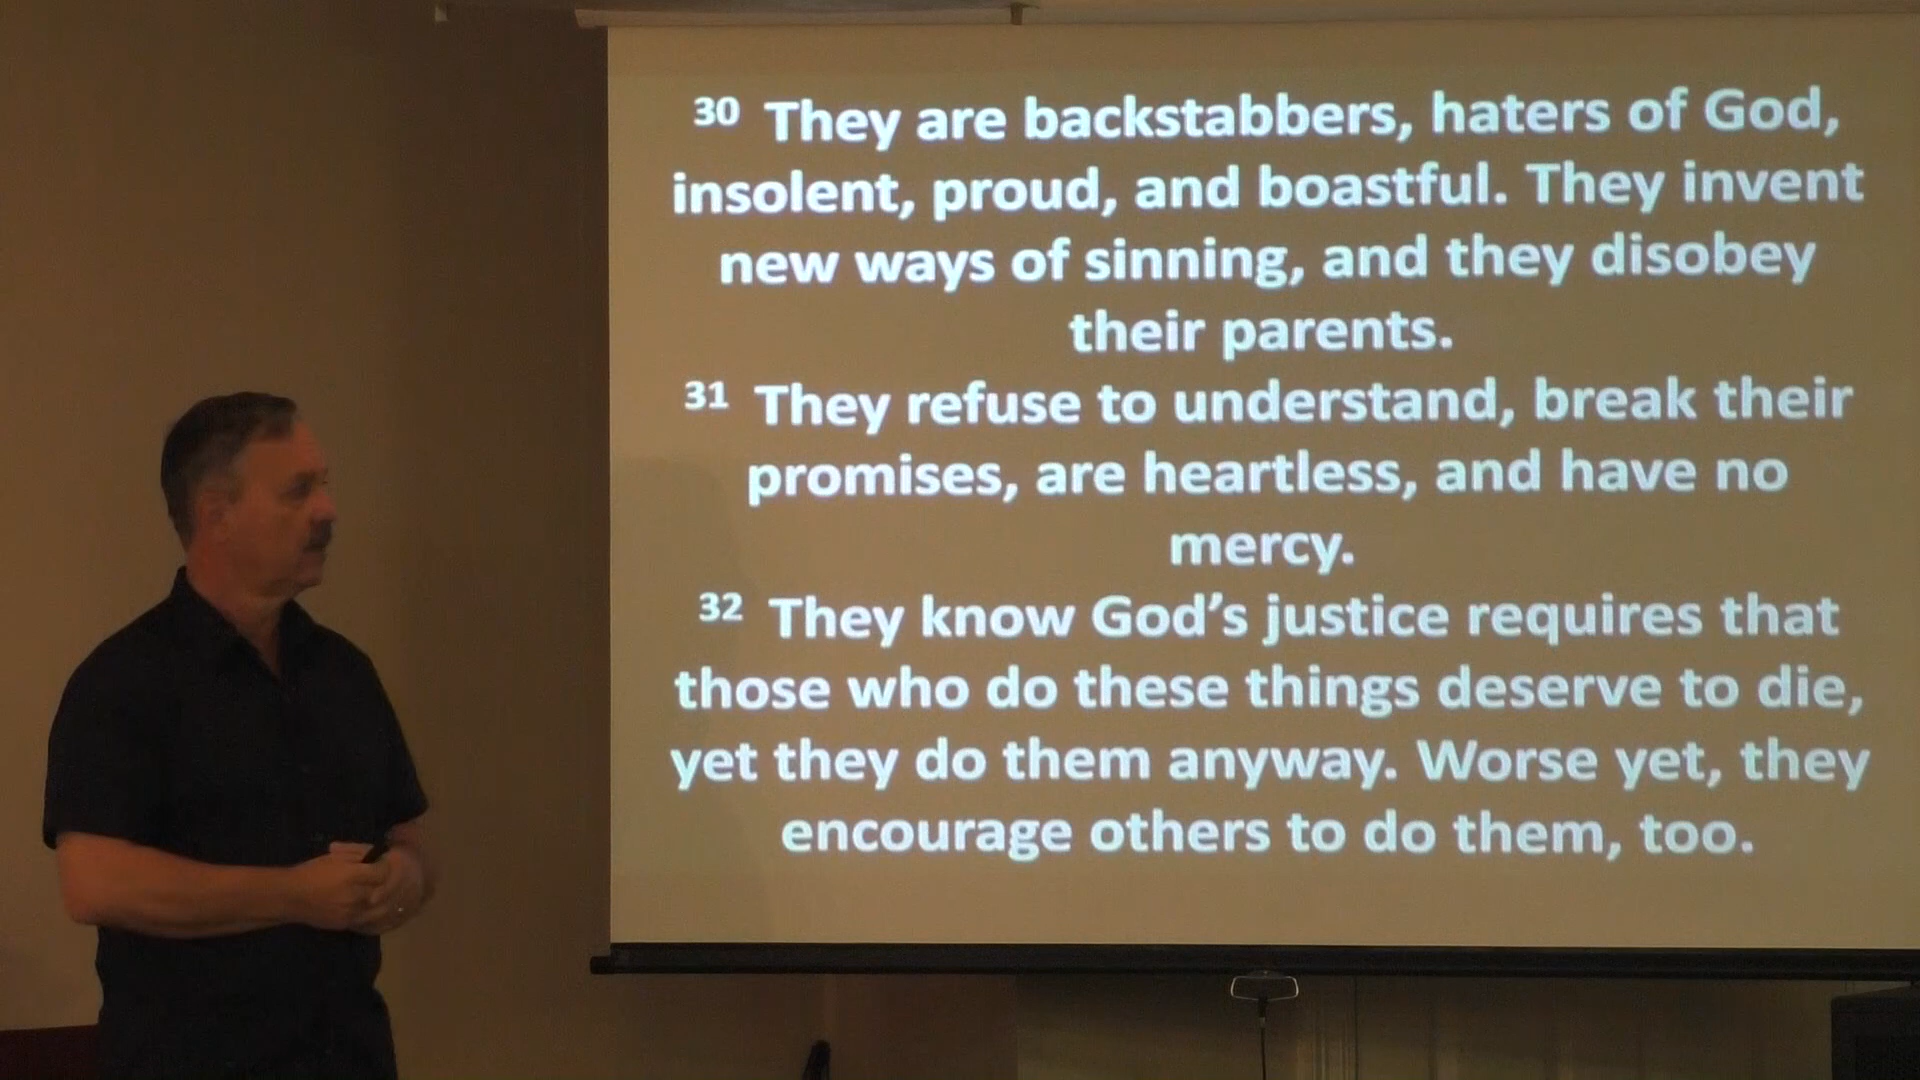 30 They are backstabbers, haters of God,
insolent, proud, and boastful. They invent
new ways of sinning, and they disobey
their parents.
31 They refuse to understand, break their
promises, are heartless, and have no
mercy.
32 They know God’s justice requires that
those who do these things deserve to die,
yet they do them anyway. Worse yet, they
encourage others to do them, too.